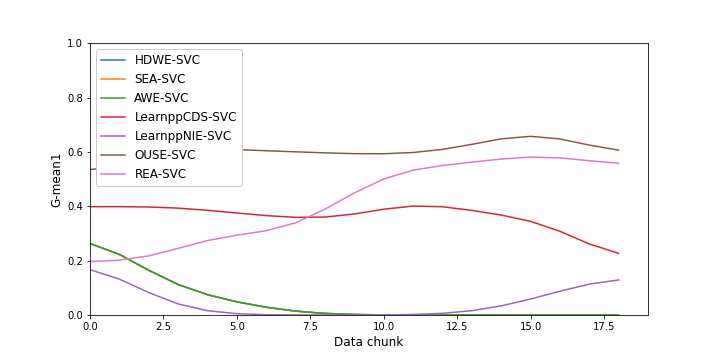 1.0
0.8
0.6
0.4
0.2
0.0
G-mean1
HDWE-SVC
SEA-SVC
AWE-SVC
LearnppCDS-SVC
LearnppNIE-SVC
OUSE-SVC
REA-SVC
0.0 2.5 5.0 7.5 10.0 12.5 15.0 17.5
Data chunk